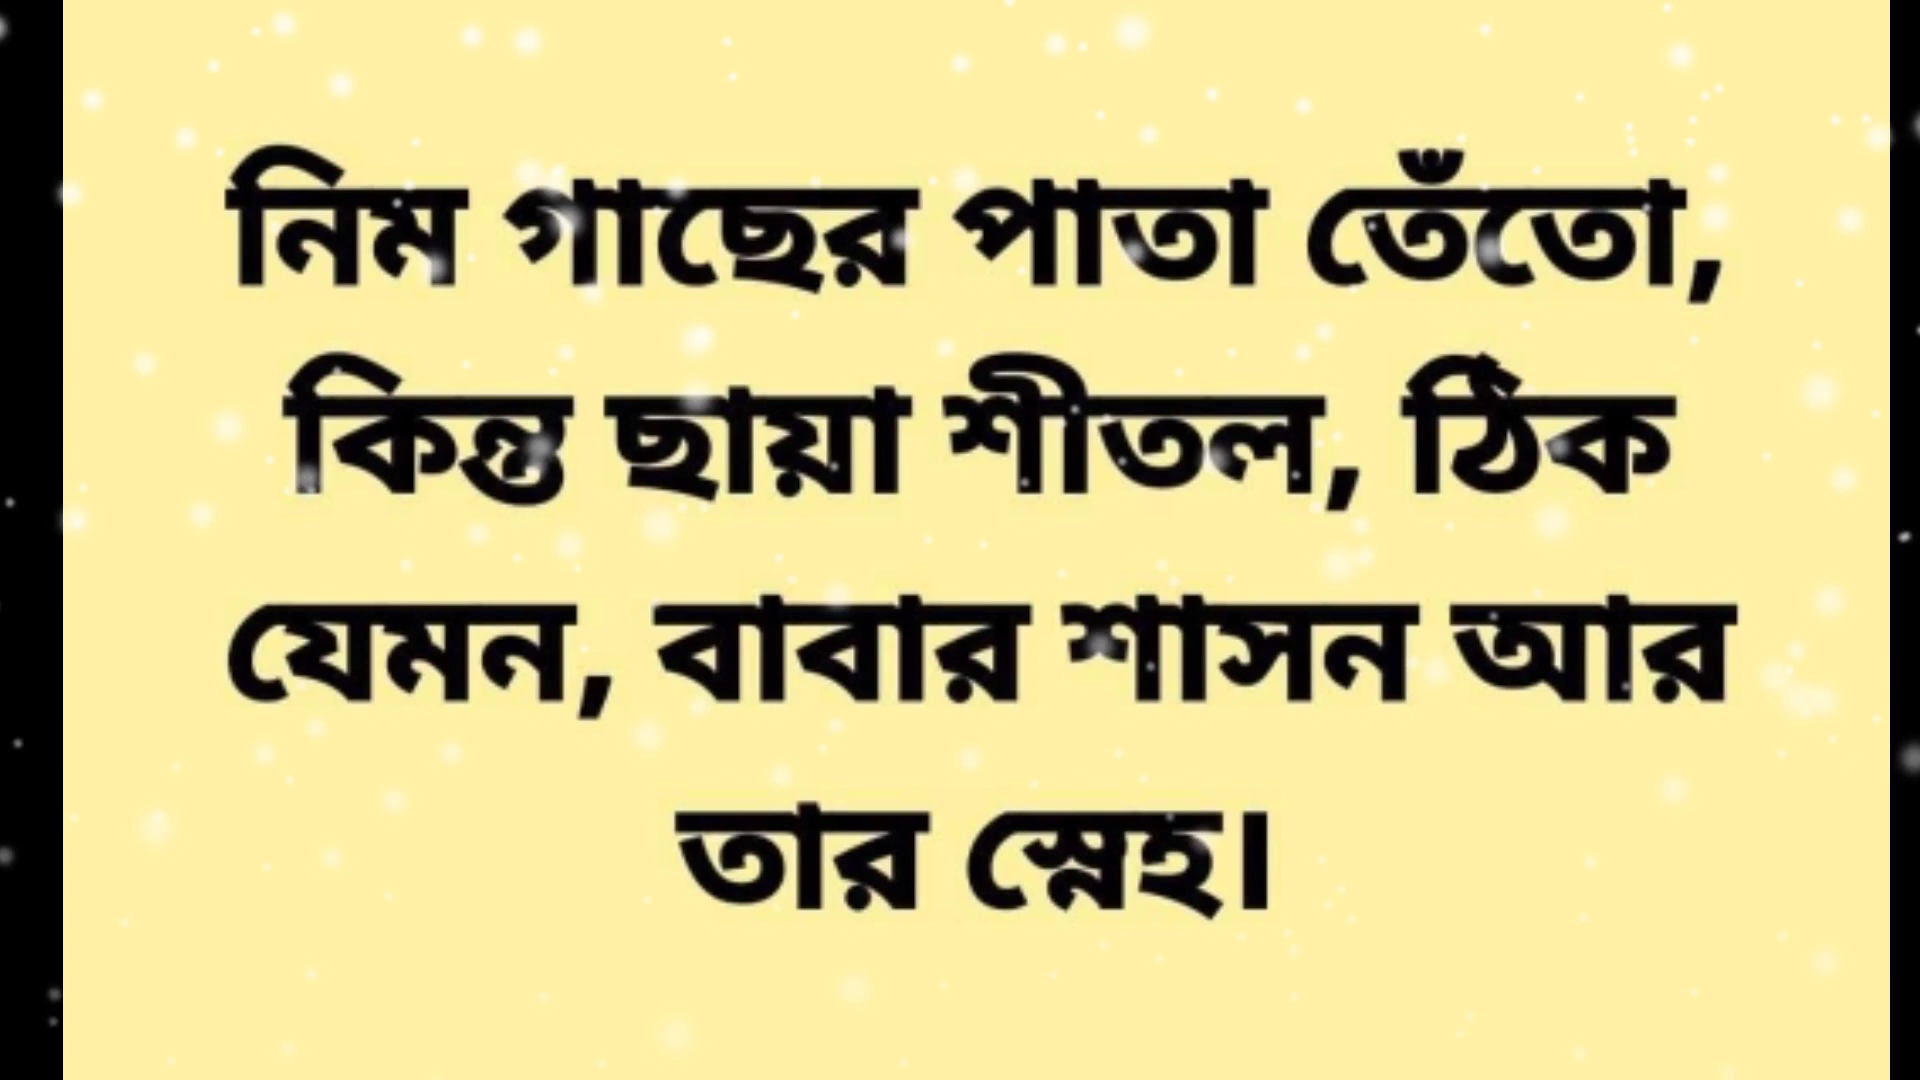 নিম গাছের পাতা তেঁতো,
কিন্তু ছায়া শীতল, ঠিক
যেমন, বাবার শাসন আর
তার স্নেহ।